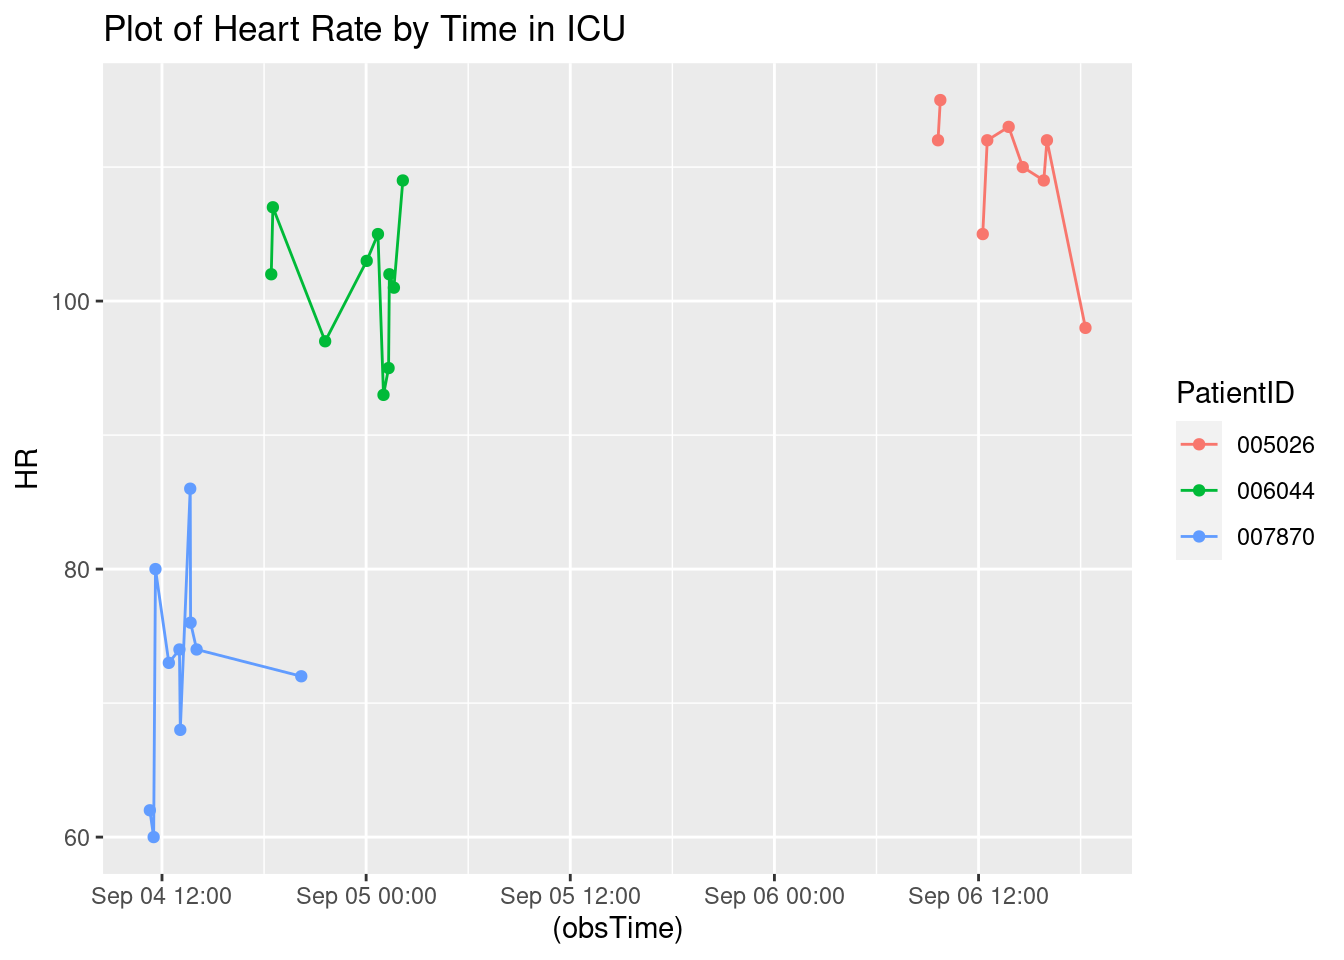 Plot of Heart Rate by Time in ICU
HR
100
80
60
Sep 04 12:00 Sep 05 00:00 Sep 05 12:00 Sep 06 00:00 Sep 06 12:00
(obsTime)
PatientID
005026
006044
007870